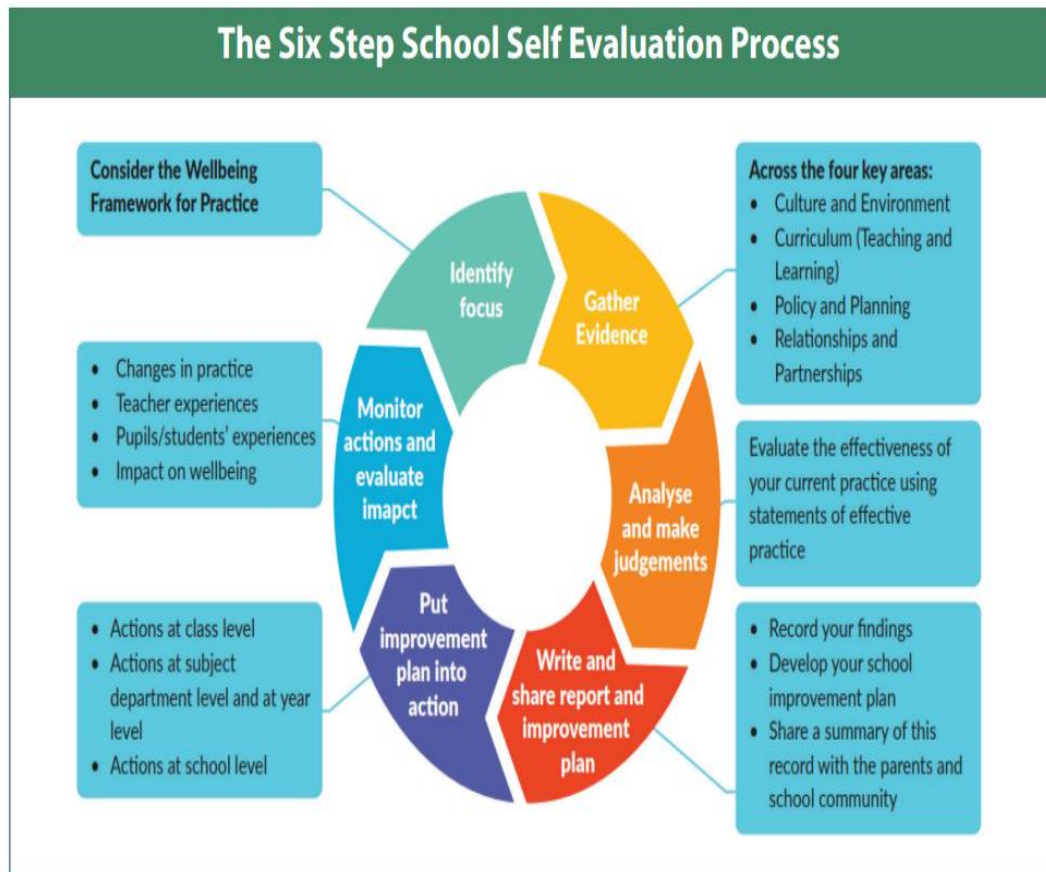 The Six Step School Self Evaluation Process
Consider the Wellbeing
Framework for Practice
Identify
focus
Gather
Evidence
Across the four key areas:
• Culture and Environment
• Curriculum (Teaching and
Learning)
• Policy and Planning
• Relationships and
Partnerships
Analyse
and make
judgements
Evaluate the effectiveness of
your current practice using
statements of effective
practice
Write and
share report and
improvement
plan
• Record your findings
• Develop your school
improvement plan
• Share a summary of this
record with the parents and
school community
Put
improvement
plan into
action
• Actions at class level
• Actions at subject
department level and at year
level
• Actions at school level
Monitor
actions and
evaluate
imapct
• Changes in practice
• Teacher experiences
• Pupils/students' experiences
• Impact on wellbeing